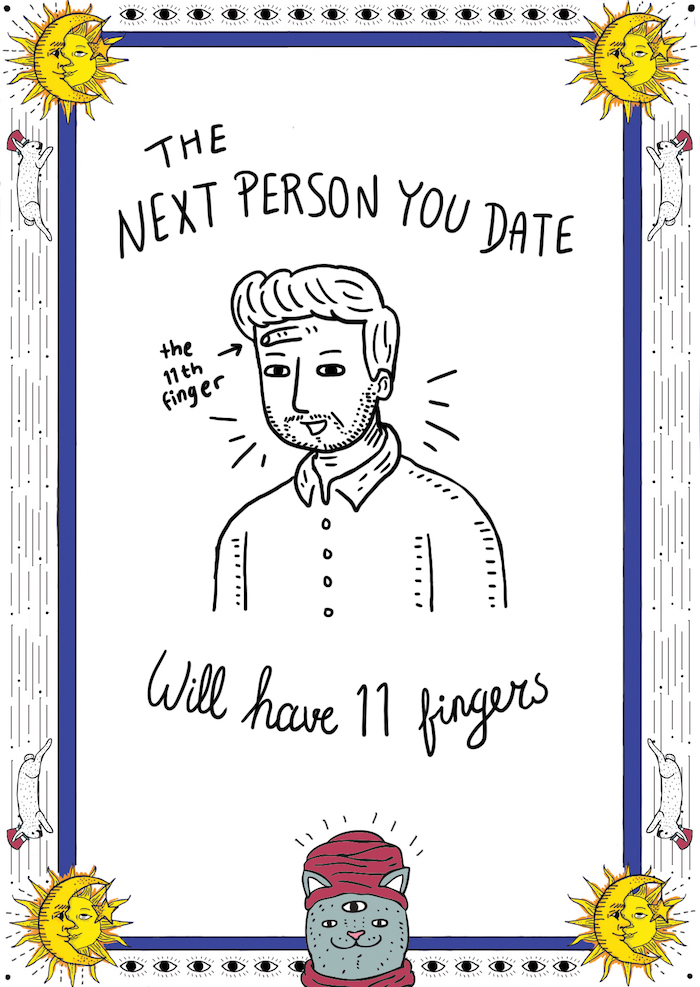 THE
NEXT PERSON YOU DATE
the
11th
finger
Will have 11 fingers